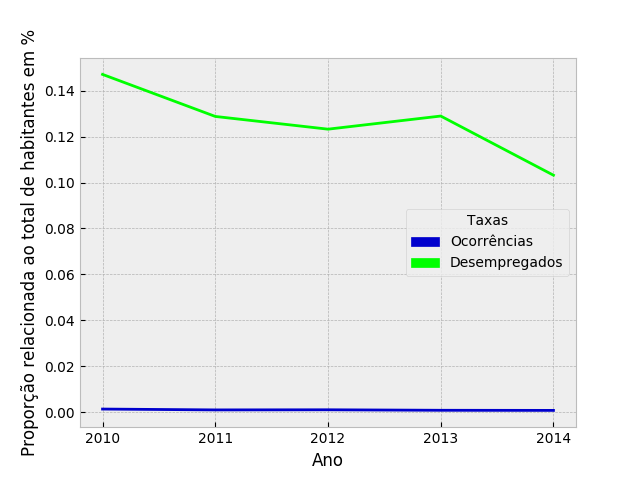 Proporção relacionada ao total de habitantes em %
0.14
0.12
0.10
0.08
0.06
0.04
0.02
0.00
Taxas
Ocorrências
Desempregados
2010 2011 2012 2013 2014
Ano